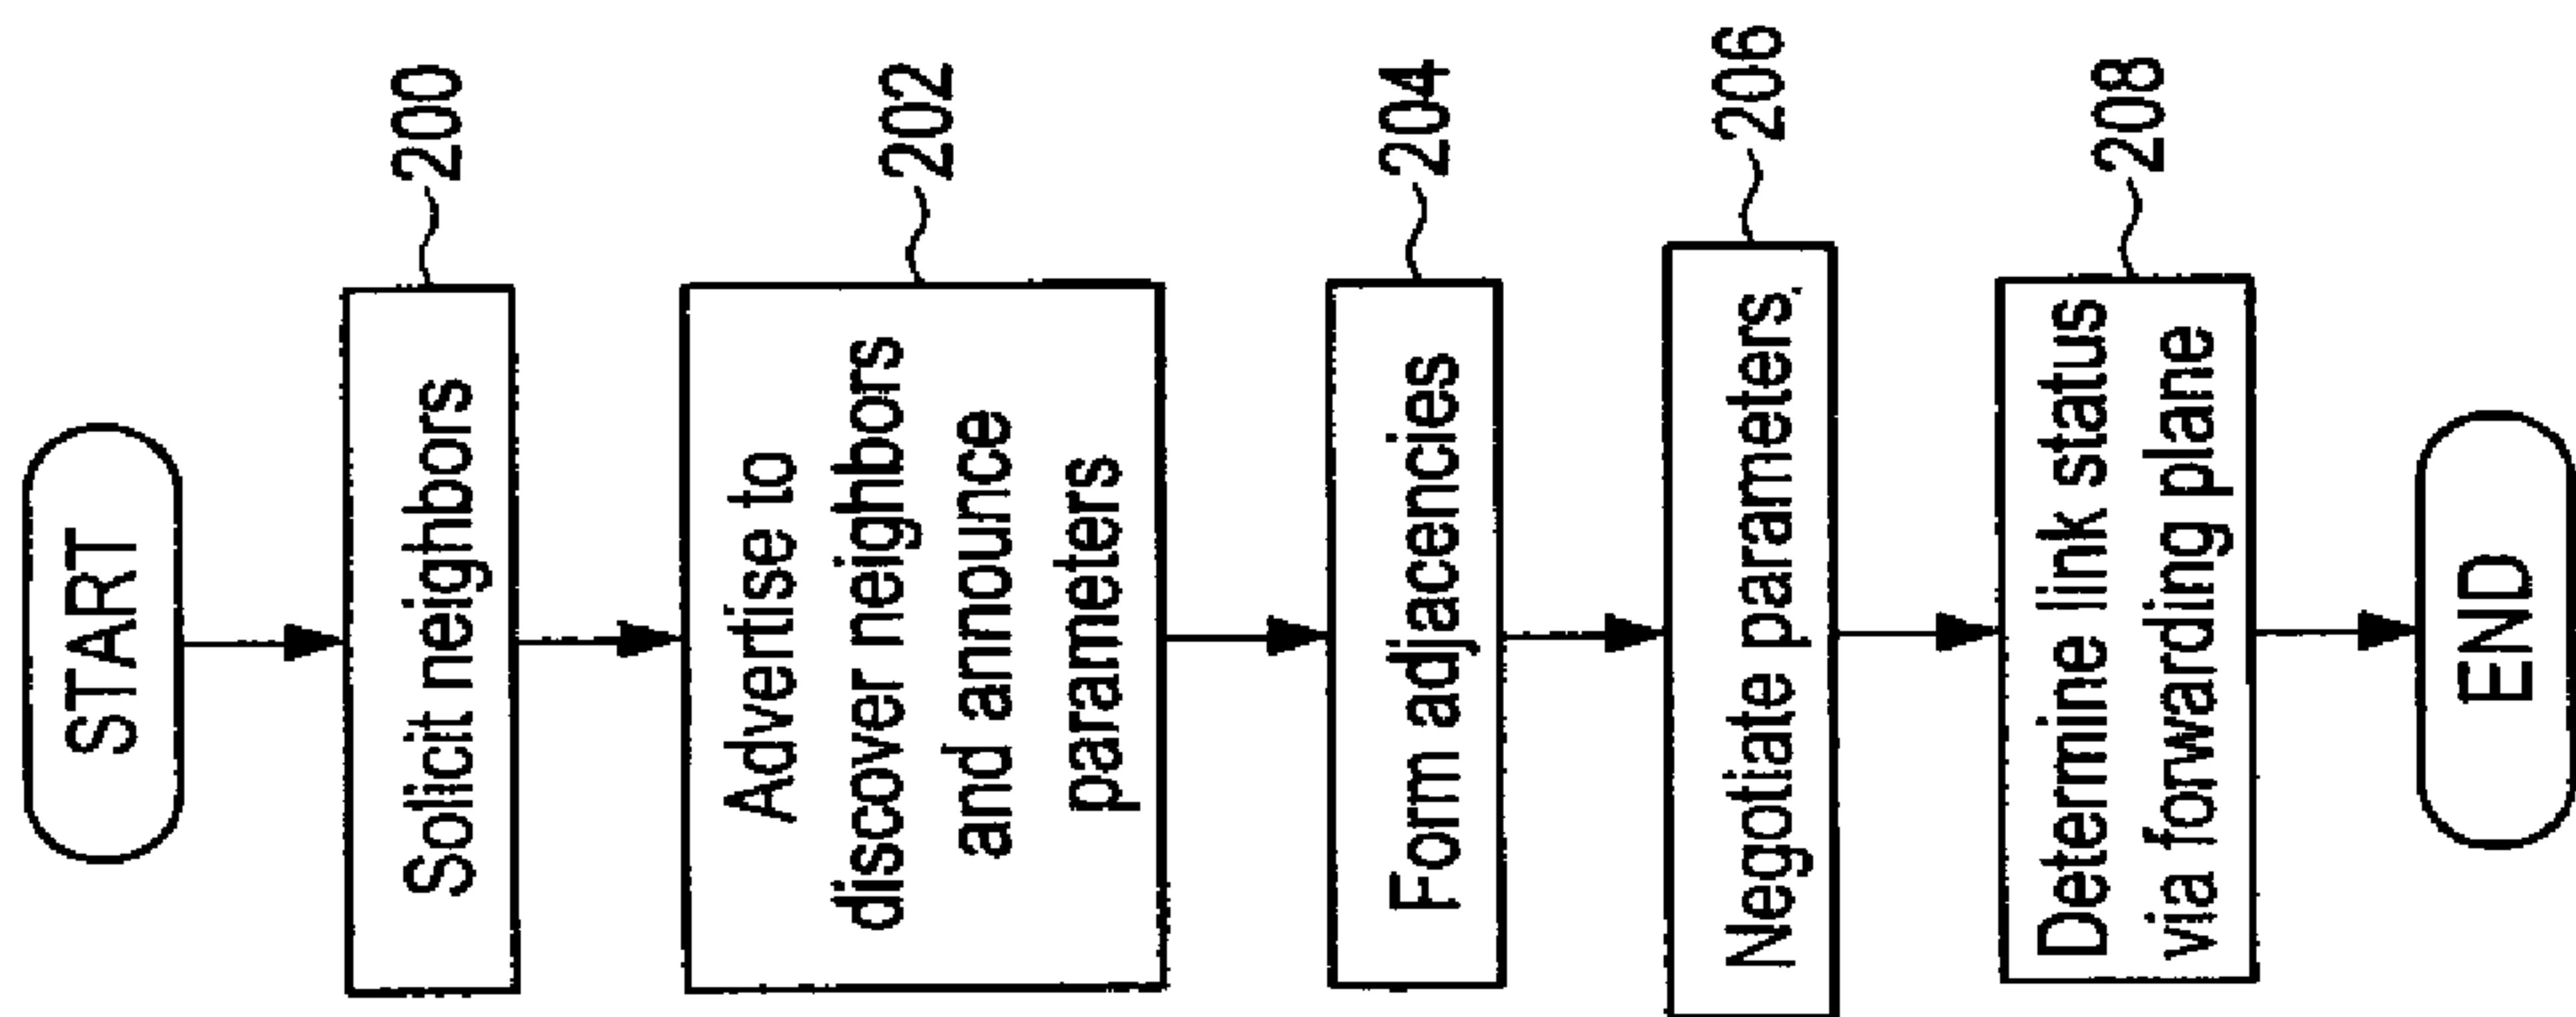 START
Solicit neighbors
200
Advertise to
discover neighbors
and announce
parameters
202
Form adjacencies
204
Negotiate parameters
206
Determine link status
via forwarding plane
208
END